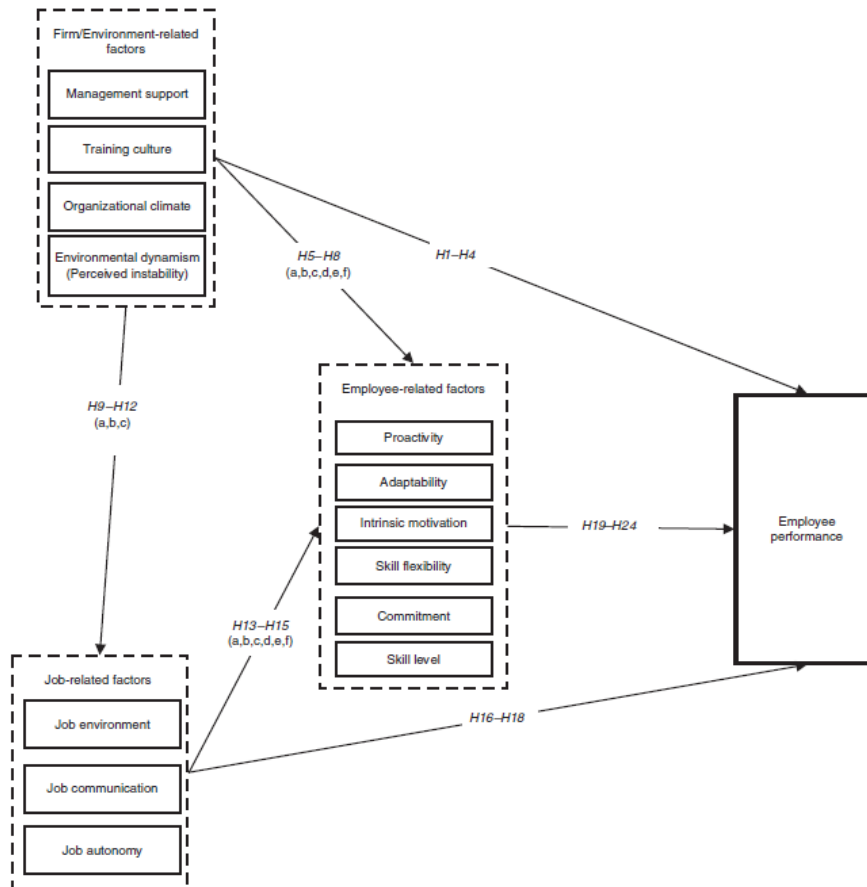 Firm/Environment-related
factors
Management support
Training culture
Organizational climate
Environmental dynamism
(Perceived instability)
H5–H8
(a,b,c,d,e,f)
H1–H4
H9–H12
(a,b,c)
Employee-related factors
Proactivity
Adaptability
Intrinsic motivation
Skill flexibility
Commitment
Skill level
H19–H24
Employee
performance
H13–H15
(a,b,c,d,e,f)
Job-related factors
Job environment
Job communication
Job autonomy
H16–H18